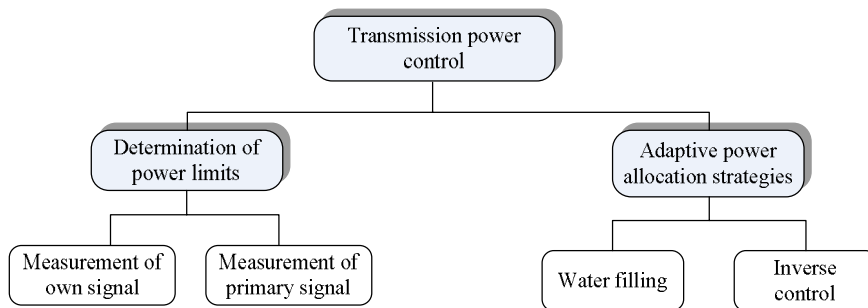 Transmission power
control
Determination of
power limits
Adaptive power
allocation strategies
Measurement of
own signal
Measurement of
primary signal
Water filling
Inverse
control